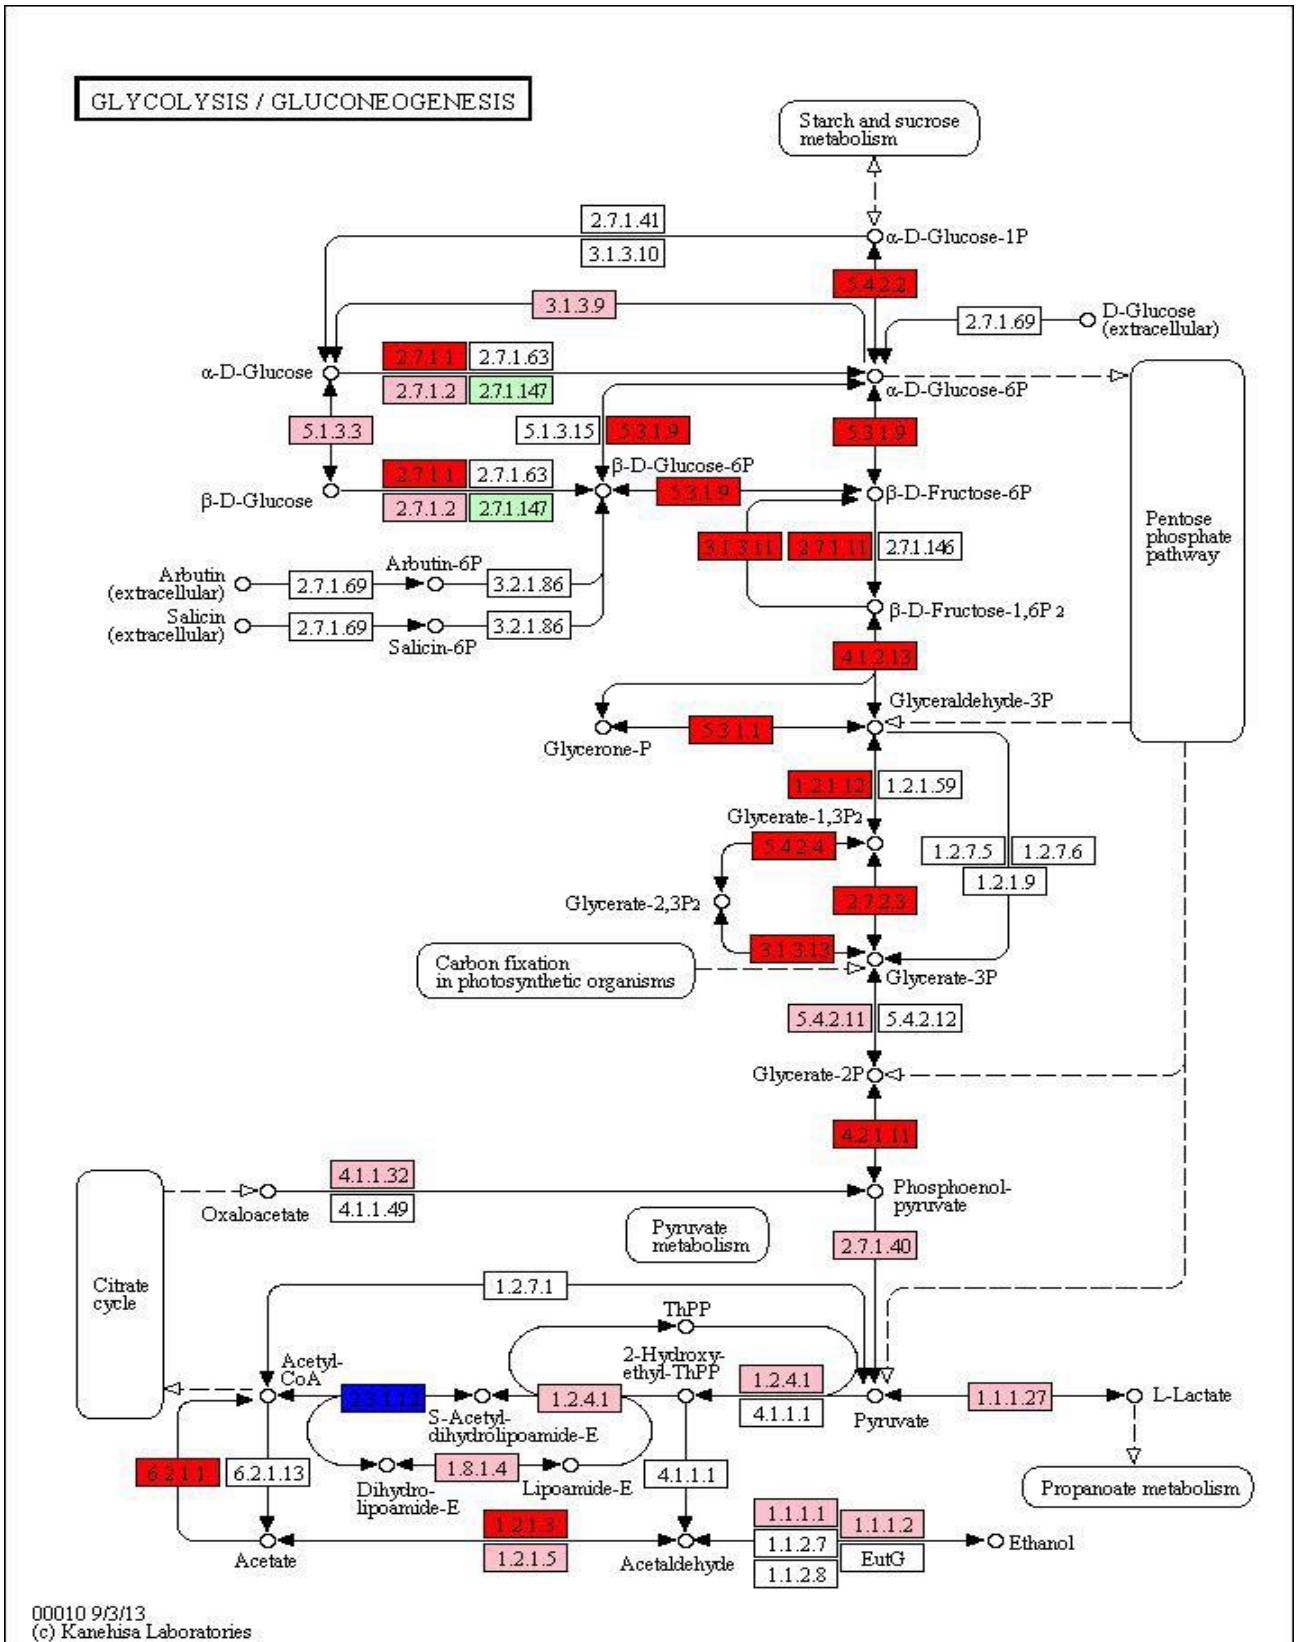 GLYCOLYSIS / GLUCONEOGENESIS
Starch and sucrose
metabolism
2.7.1.41
3.1.3.10
α-D-Glucose-1P
5.4.2.2
3.1.3.9
2.7.1.69
D-Glucose
(extracellular)
α-D-Glucose
2.7.1.1
2.7.1.63
2.7.1.2
2.7.1.147
α-D-Glucose-6P
5.1.3.3
5.1.3.15
5.3.1.9
5.3.1.9
β-D-Glucose
2.7.1.1
2.7.1.63
2.7.1.2
2.7.1.147
β-D-Glucose-6P
5.3.1.9
β-D-Fructose-6P
Pentose
phosphate
pathway
3.1.3.11
2.7.1.11
2.7.1.146
Arbutin
(extracellular)
2.7.1.69
Arbutin-6P
3.2.1.86
β-D-Fructose-1,6P2
Salicin
(extracellular)
2.7.1.69
Salicin-6P
3.2.1.86
4.1.2.13
Glyceraldehyde-3P
Glycerone-P
5.3.1.1
1.2.1.12
1.2.1.59
Glycerate-1,3P2
5.4.2.4
1.2.7.5
1.2.7.6
1.2.1.9
Glycerate-2,3P2
2.7.2.3
3.1.3.13
Carbon fixation
in photosynthetic organisms
Glycerate-3P
5.4.2.11
5.4.2.12
Glycerate-2P
4.2.1.11
4.1.1.32
Oxaloacetate
4.1.1.49
Phosphoenol-
pyruvate
Pyruvate
metabolism
2.7.1.40
Citrate
cycle
1.2.7.1
ThPP
Acetyl-
CoA
2-Hydroxy-
ethyl-ThPP
2.3.1.12
S-Acetyl-
dihydrolipoamide-E
1.2.4.1
1.2.4.1
4.1.1.1
Pyruvate
1.1.1.27
L-Lactate
6.2.1.1
6.2.1.13
Dihydro-
lipoamide-E
1.8.1.4
Lipoamide-E
4.1.1.1
Propanoate metabolism
Acetate
1.2.1.3
1.2.1.5
Acetaldehyde
1.1.1.1
1.1.2.7
1.1.2.8
1.1.1.2
EutG
Ethanol
00010 9/3/13
(c) Kanehisa Laboratories